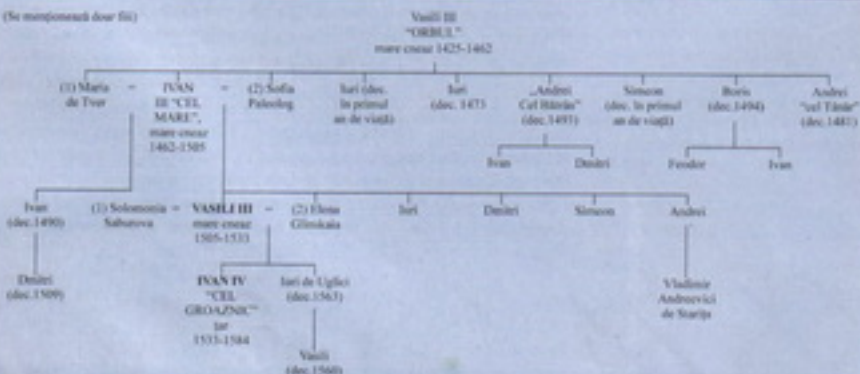 (Se menționează doar fiii)
Vasili III
"ORBUL"
mare cneaz 1425-1462
(1) Maria
de Tver
IVAN
III "CEL
MARE",
mare cneaz
1462-1505
(2) Sofia
Paleolog
Iuri (dec.
în primul
an de viață)
Iuri
(dec. 1473
„Andrei
Cel Bătrân"
(dec.1493)
Simeon
(dec. în primul
an de viață)
Boris
(dec.1494)
Andrei
"cel Tânăr"
(dec.1481)
Ivan
Dmitri
Feodor
Ivan
Ivan
(dec.1490)
(1) Solomonia
Saburova
VASILI III
mare cneaz
1505-1533
(2) Elena
Glinskaia
Iuri
Dmitri
Simeon
Andrei
Dmitri
(dec.1509)
IVAN IV
"CEL
GROAZNIC"
țar
1533-1584
Iuri de Uglici
(dec.1563)
Vladimir
Andreevici
de Starița
Vasili
(dec.1560)